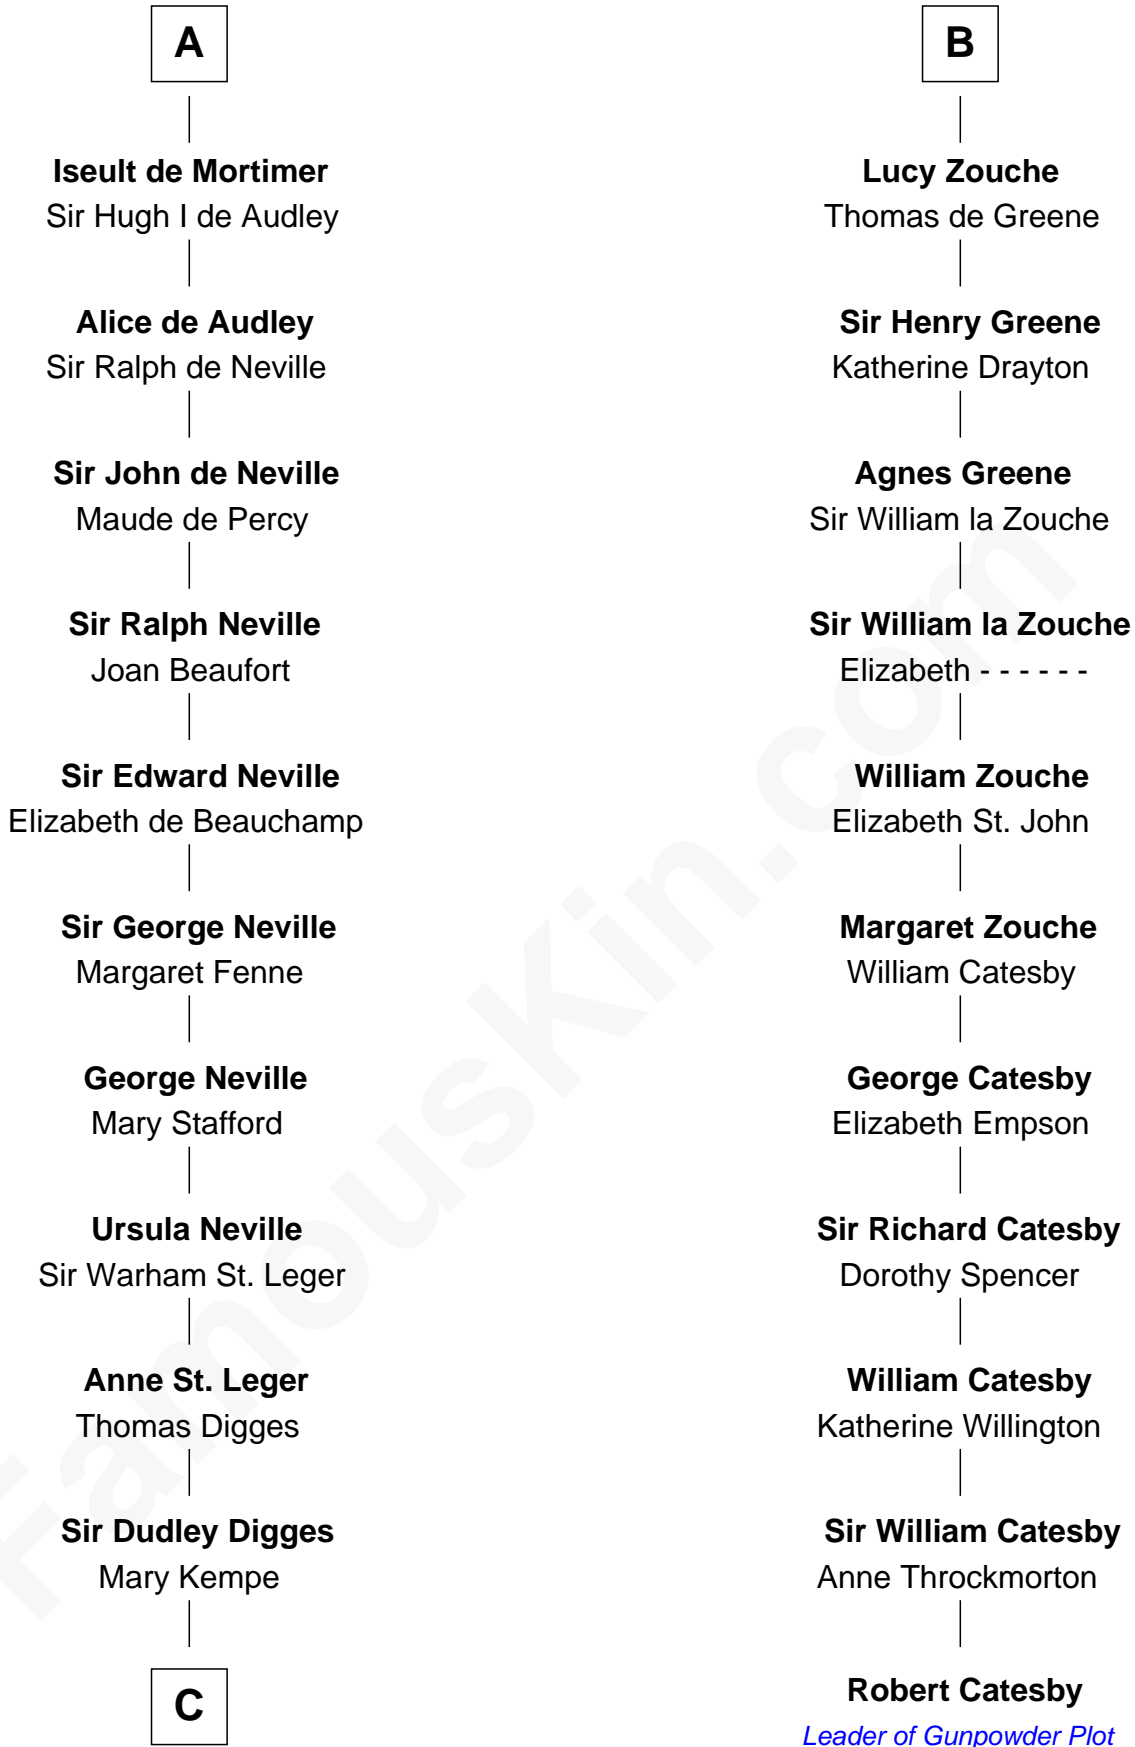 A
Iseult de Mortimer
Sir Hugh I de Audley
Alice de Audley
Sir Ralph de Neville
Sir John de Neville
Maude de Percy
Sir Ralph Neville
Joan Beaufort
Sir Edward Neville
Elizabeth de Beauchamp
Sir George Neville
Margaret Fenne
George Neville
Mary Stafford
Ursula Neville
Sir Warham St. Leger
Anne St. Leger
Thomas Digges
Sir Dudley Digges
Mary Kempe
C
B
Lucy Zouche
Thomas de Greene
Sir Henry Greene
Katherine Drayton
Agnes Greene
Sir William la Zouche
Sir William la Zouche
Elizabeth - - - - - -
William Zouche
Elizabeth St. John
Margaret Zouche
William Catesby
George Catesby
Elizabeth Empson
Sir Richard Catesby
Dorothy Spencer
William Catesby
Katherine Willington
Sir William Catesby
Anne Throckmorton
Robert Catesby
Leader of Gunpowder Plot
FamousKin.com